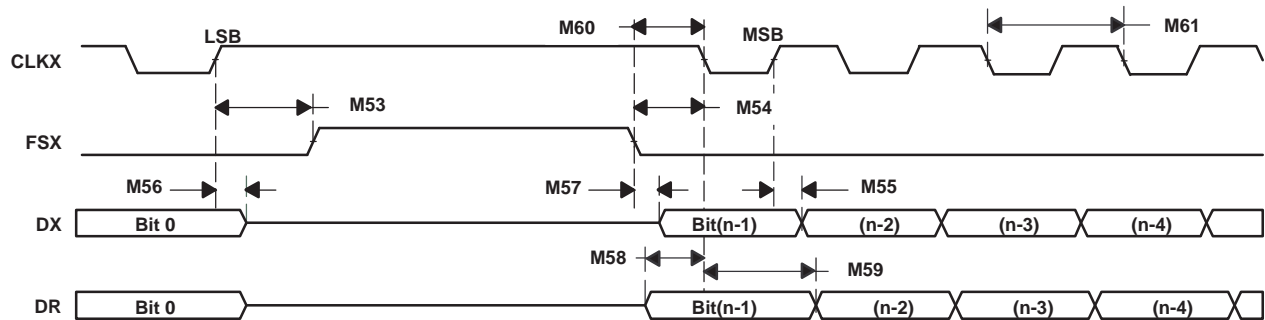 LSB
M60
MSB
M61
CLKX
M53
M54
FSX
M56
M57
M55
DX
Bit 0
Bit(n-1)
(n-2)
(n-3)
(n-4)
M58
M59
DR
Bit 0
Bit(n-1)
(n-2)
(n-3)
(n-4)